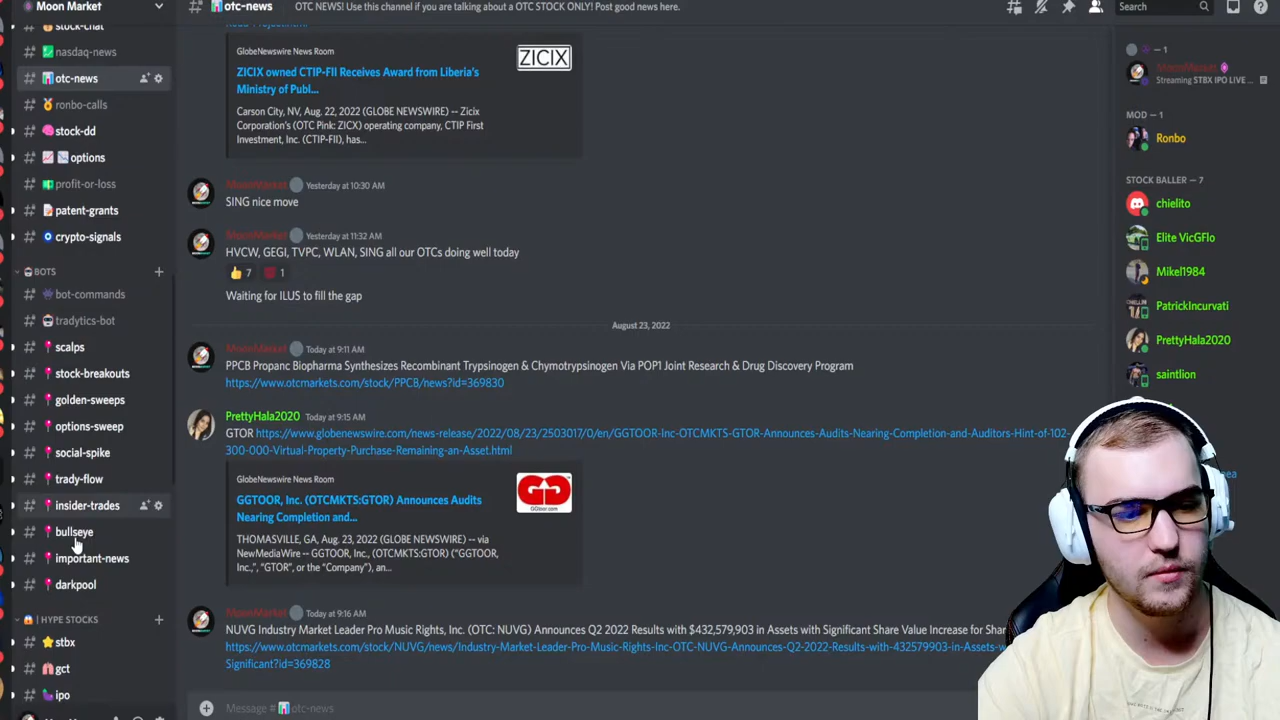 Moon Market
otc-news
OTC NEWS! Use this channel if you are talking about a OTC STOCK ONLY! Post good news here.
Search
stock-chat
nasdaq-news
otc-news
ronbo-calls
stock-dd
options
profit-or-loss
patent-grants
crypto-signals
BOTS
bot-commands
tradytics-bot
scalps
stock-breakouts
golden-sweeps
options-sweep
social-spike
trady-flow
insider-trades
bullseye
important-news
darkpool
HYPE STOCKS
stbx
gct
ipo
GlobeNewswire News Room
ZICIX owned CTIP-FII Receives Award from Liberia's
Ministry of Publ...
Carson City, NV, Aug. 22, 2022 (GLOBE NEWSWIRE) -- Zicix
Corporation's (OTC Pink: ZICX) operating company, CTIP First
Investment, Inc. (CTIP-FII), has...
ZICIX
MoonMarket Yesterday at 10:30 AM
SING nice move
MoonMarket Yesterday at 11:32 AM
HVCW, GEGI, TVPC, WLAN, SING all our OTCs doing well today
7 1
Waiting for ILUS to fill the gap
August 23, 2022
MoonMarket Today at 9:11 AM
PPCB Propanc Biopharma Synthesizes Recombinant Trypsinogen & Chymotrypsinogen Via POP1 Joint Research & Drug Discovery Program
https://www.otcmarkets.com/stock/PPCB/news?id=369830
PrettyHala2020 Today at 9:15 AM
GTOR https://www.globenewswire.com/news-release/2022/08/23/2503017/0/en/GGTOOR-Inc-OTCMKTS-GTOR-Announces-Audits-Nearing-Completion-and-Auditors-Hint-of-102-
300-000-Virtual-Property-Purchase-Remaining-an-Asset.html
GlobeNewswire News Room
GGTOOR, Inc. (OTCMKTS:GTOR) Announces Audits
Nearing Completion and...
THOMASVILLE, GA, Aug. 23, 2022 (GLOBE NEWSWIRE) -- via
NewMediaWire -- GGTOOR, Inc., (OTCMKTS:GTOR) ("GGTOOR,
Inc.,", "GTOR", or the "Company"), an...
GGtoor.com
MoonMarket Today at 9:16 AM
NUVG Industry Market Leader Pro Music Rights, Inc. (OTC: NUVG) Announces Q2 2022 Results with $432,579,903 in Assets with Significant Share Value Increase for
https://www.otcmarkets.com/stock/NUVG/news/Industry-Market-Leader-Pro-Music-Rights-Inc-OTC-NUVG-Announces-Q2-2022-Results-with-432579903-in-Assets-w
Significant?id=369828
Message # otc-news
— 1
MoonMarket
Streaming STBX IPO LIVE ...
MOD — 1
Ronbo
STOCK BALLER — 7
chielito
Elite VicGFlo
Mikel1984
PatrickIncurvati
PrettyHala2020
saintlion